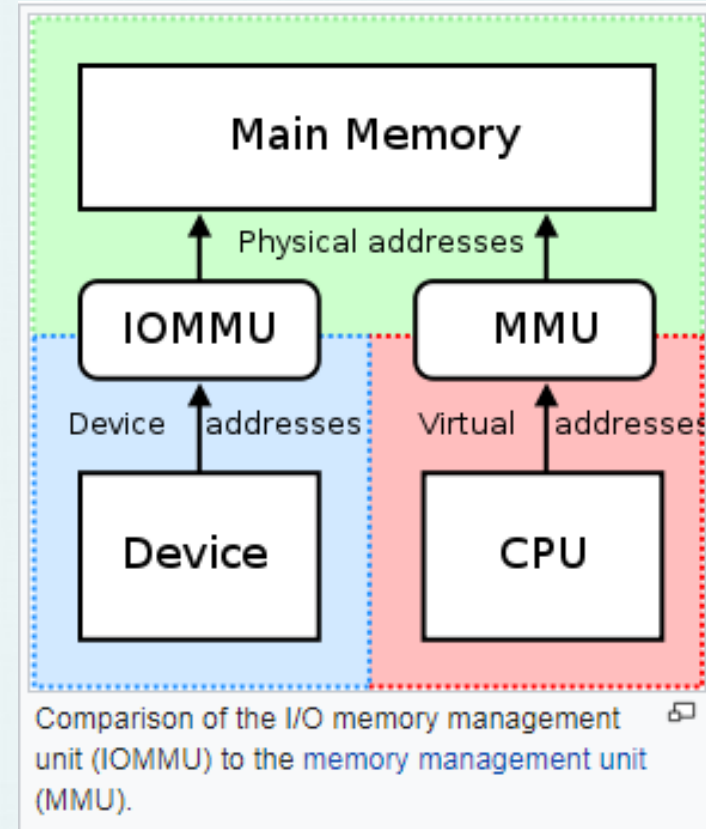 Main Memory
Physical addresses
IOMMU
MMU
Device addresses
Virtual addresses
Device
CPU
Comparison of the I/O memory management
unit (IOMMU) to the memory management unit
(MMU).